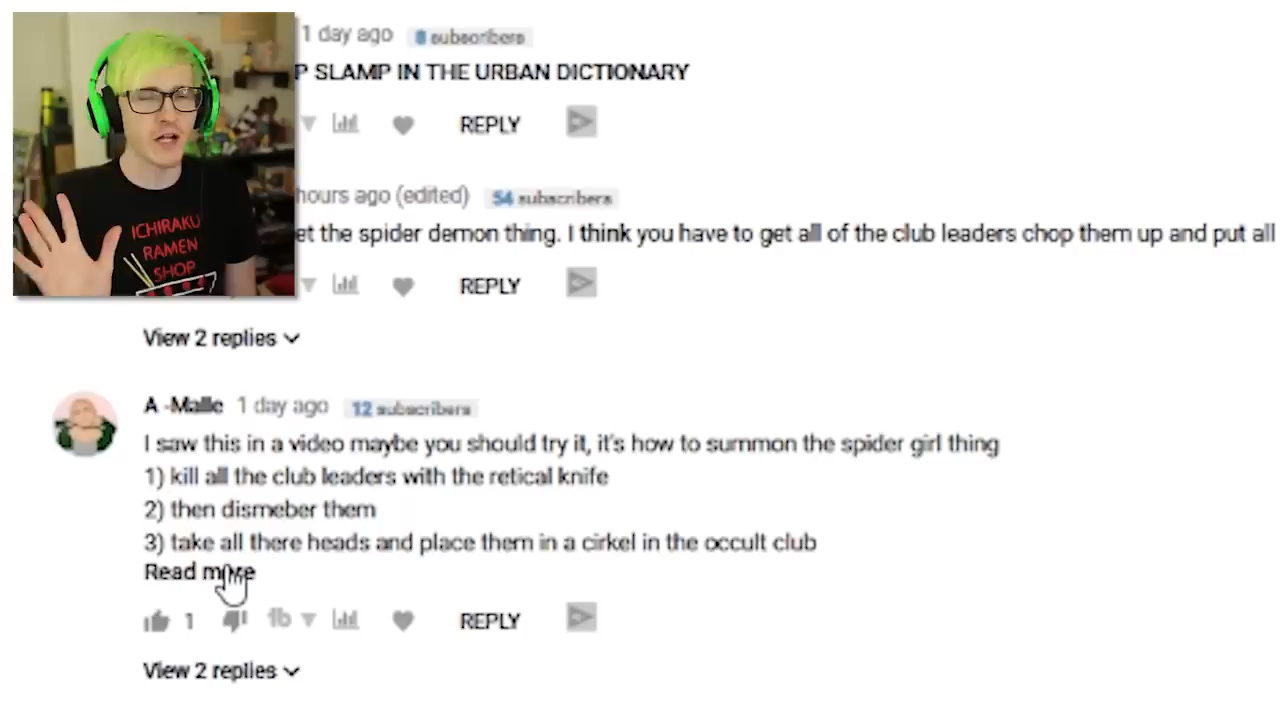 1 day ago 8 subscribers
P SLAMP IN THE URBAN DICTIONARY
REPLY
hours ago (edited) 54 subscribers
et the spider demon thing. I think you have to get all of the club leaders chop them up and put all
REPLY
View 2 replies
A -Malle 1 day ago 12 subscribers
I saw this in a video maybe you should try it, it's how to summon the spider girl thing
1) kill all the club leaders with the retical knife
2) then dismeber them
3) take all there heads and place them in a cirkel in the occult club
Read more
1 tb REPLY
View 2 replies
ICHIRAKU
RAMEN
SHOP